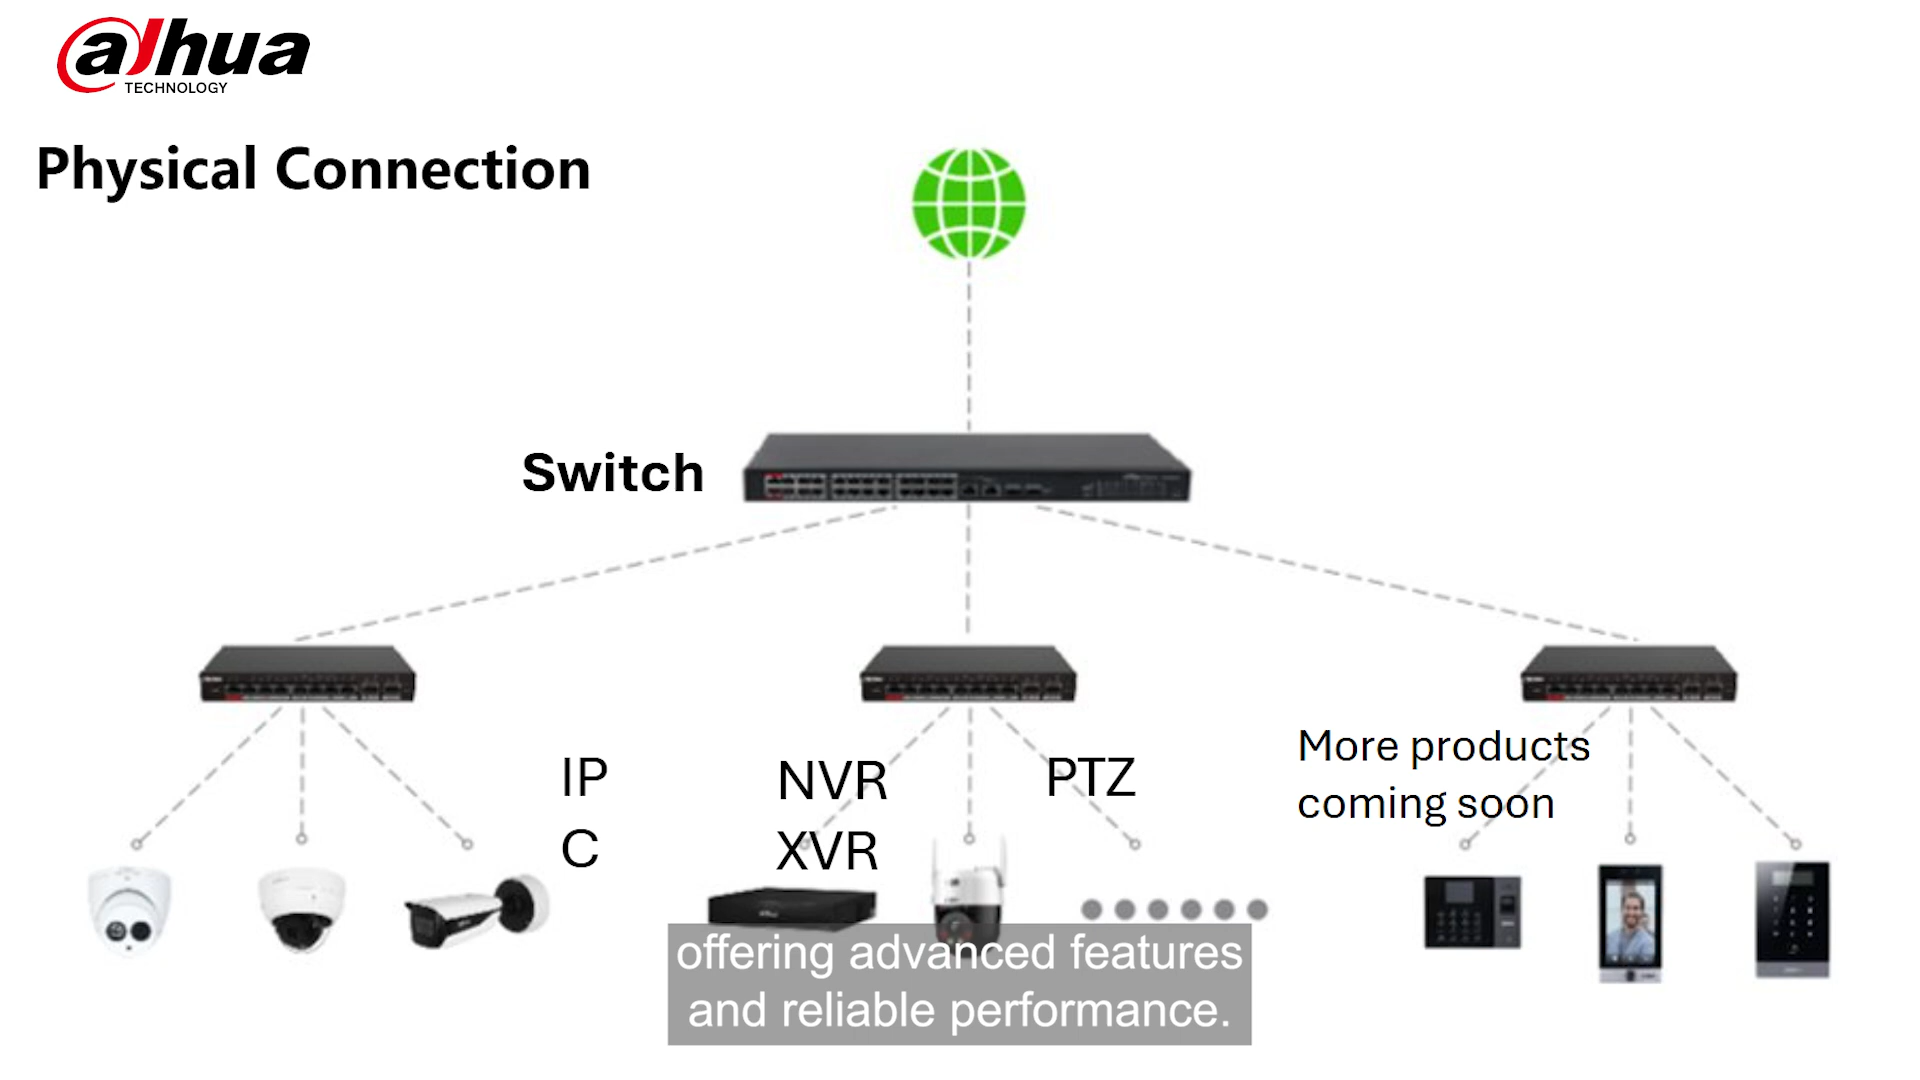 alhua
TECHNOLOGY
Physical Connection
Switch
IP
C
NVR
XVR
PTZ
More products
coming soon
offering advanced features
and reliable performance.